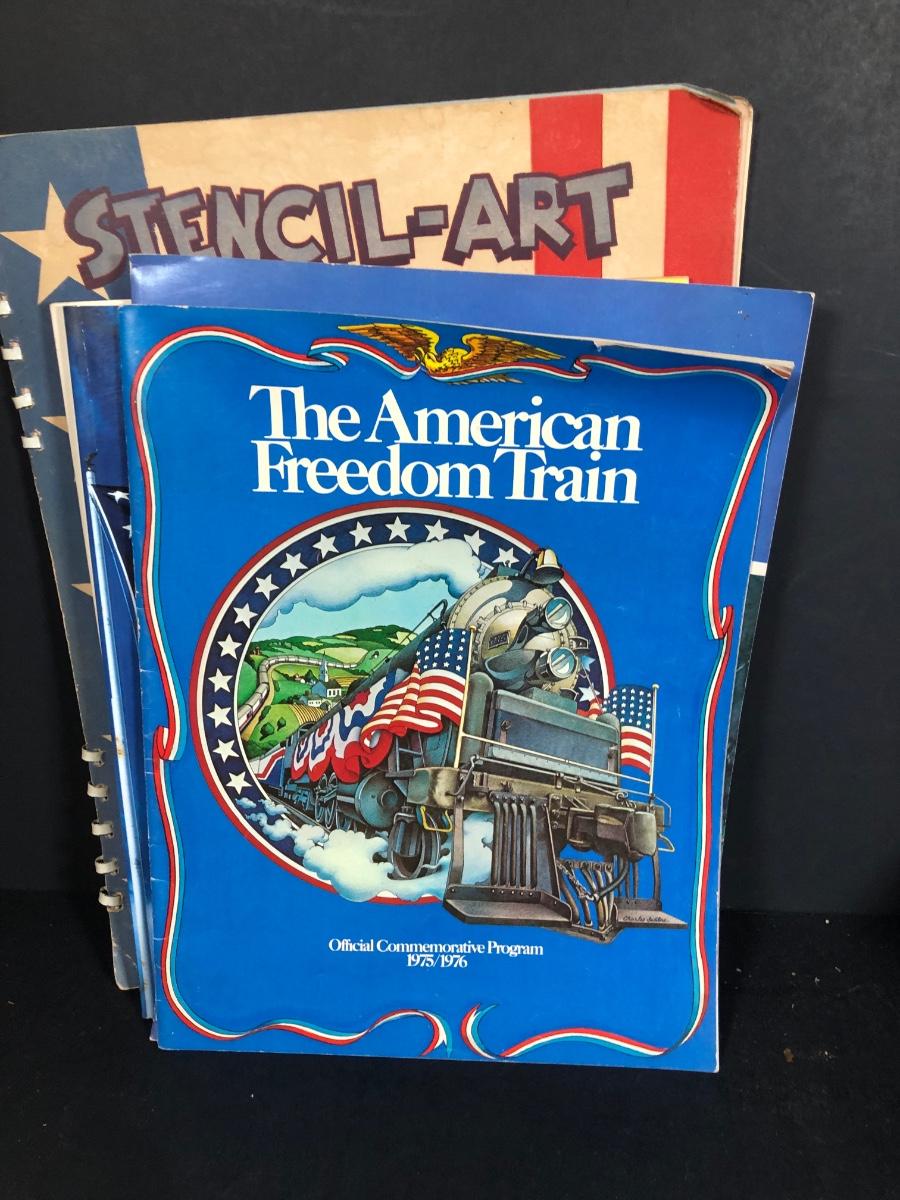 STENCIL-ART
The American
Freedom Train
Official Commemorative Program
1975/1976